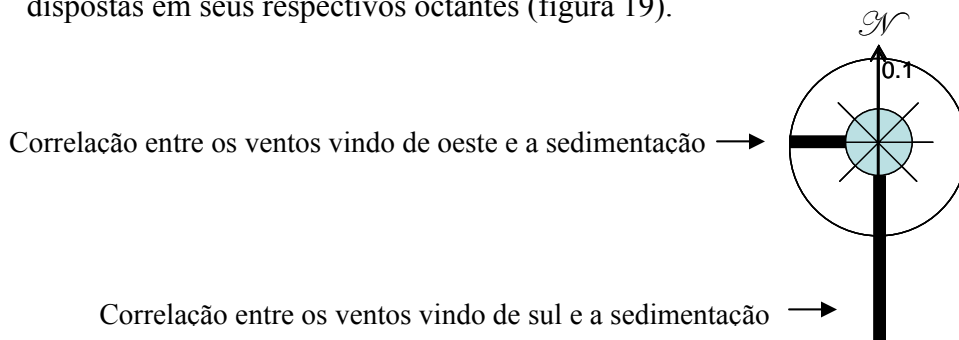 dispostas em seus respectivos octantes (figura 19).
N
0.1
Correlação entre os ventos vindo de oeste e a sedimentação
Correlação entre os ventos vindo de sul e a sedimentação